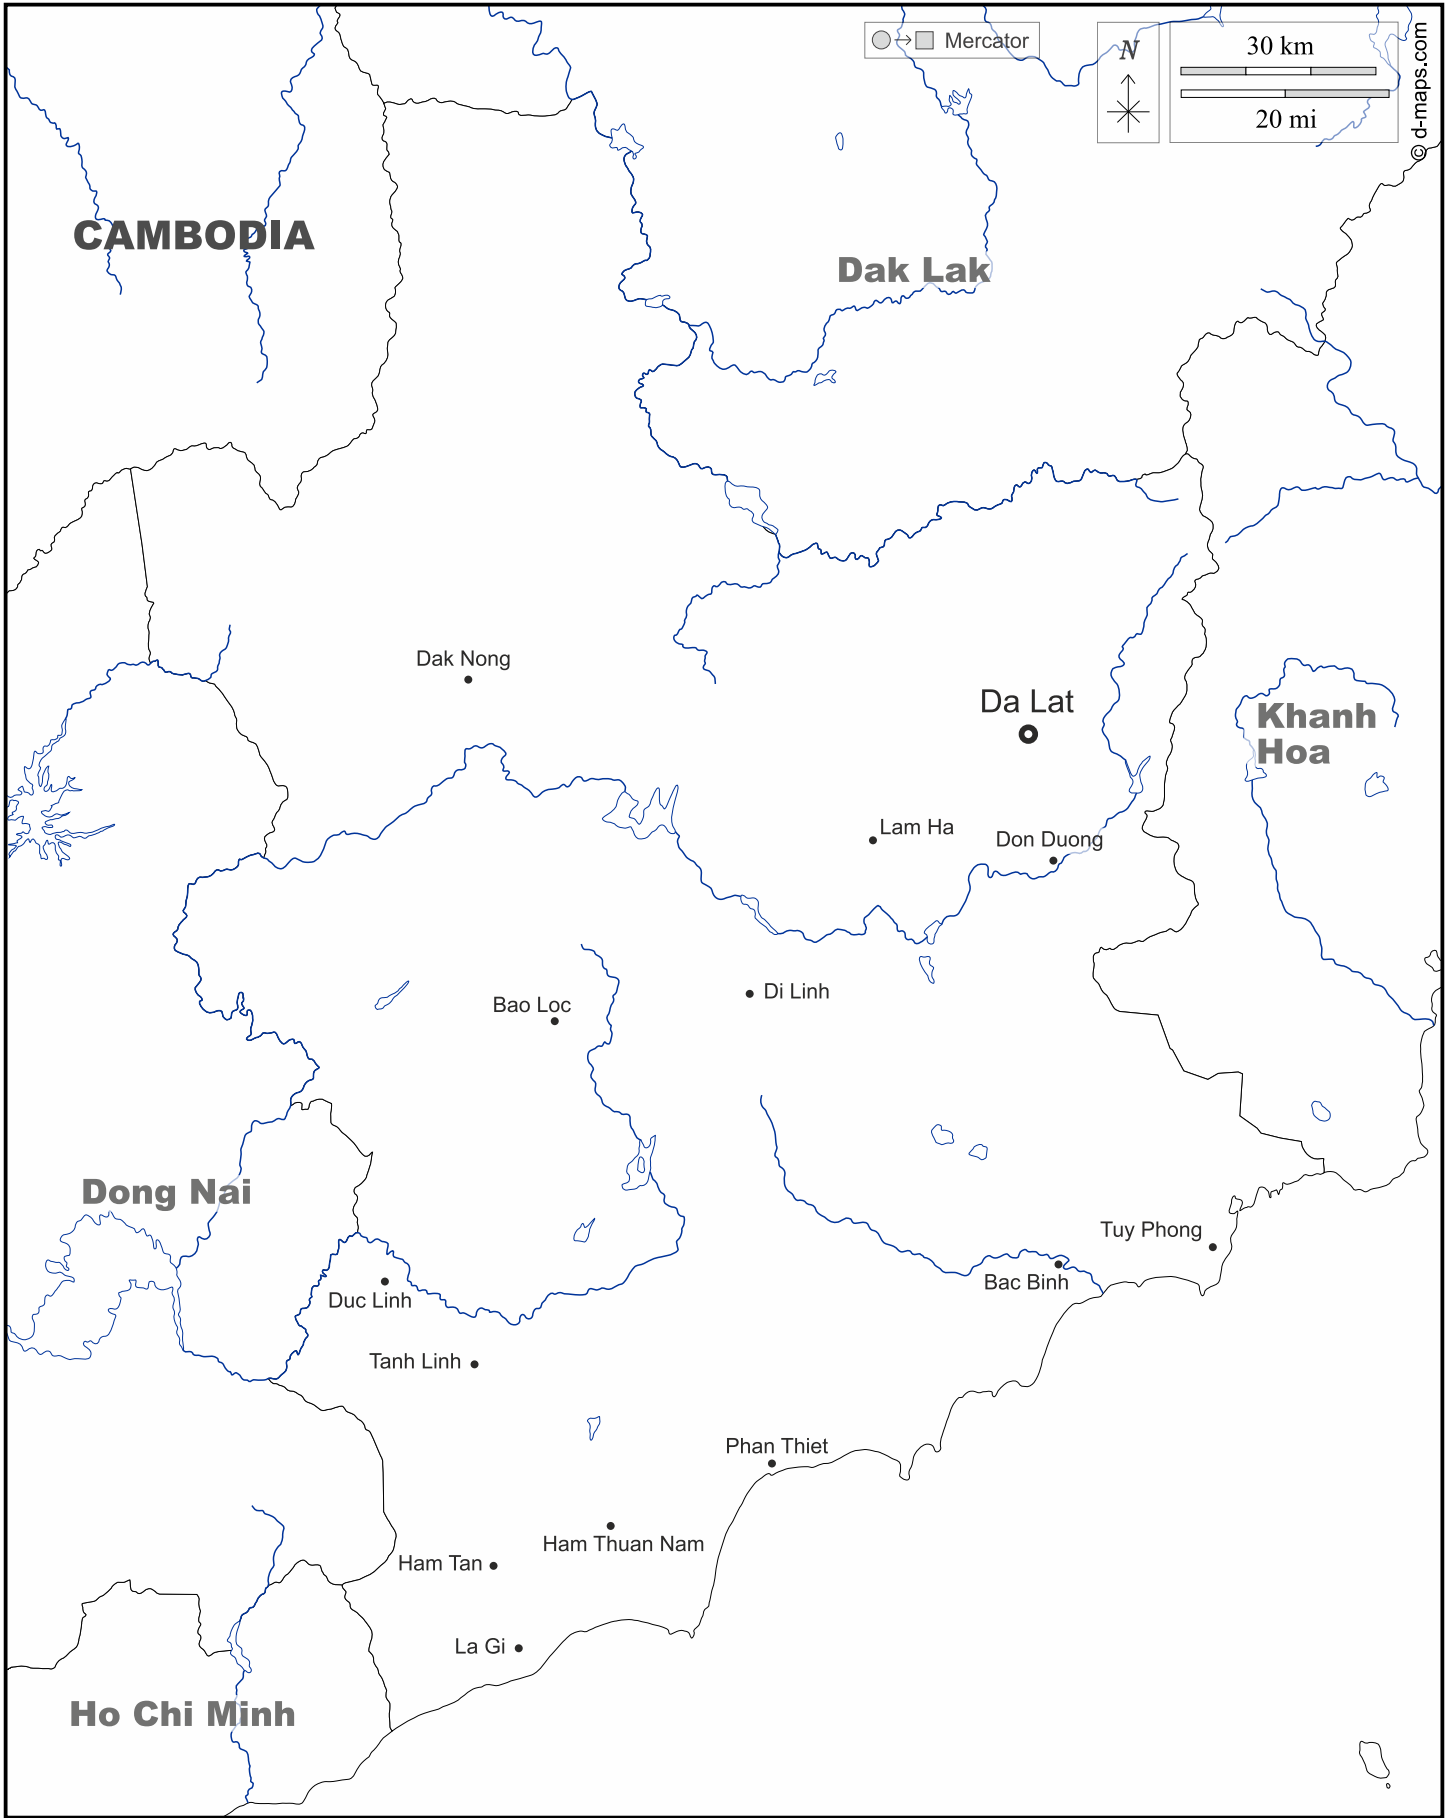 Mercator
N
30 km
20 mi
© d-maps.com
CAMBODIA
Dak Lak
Dak Nong
Da Lat
Khanh
Hoa
Lam Ha
Don Duong
Di Linh
Bao Loc
Dong Nai
Tuy Phong
Bac Binh
Duc Linh
Tanh Linh
Phan Thiet
Ham Thuan Nam
Ham Tan
La Gi
Ho Chi Minh